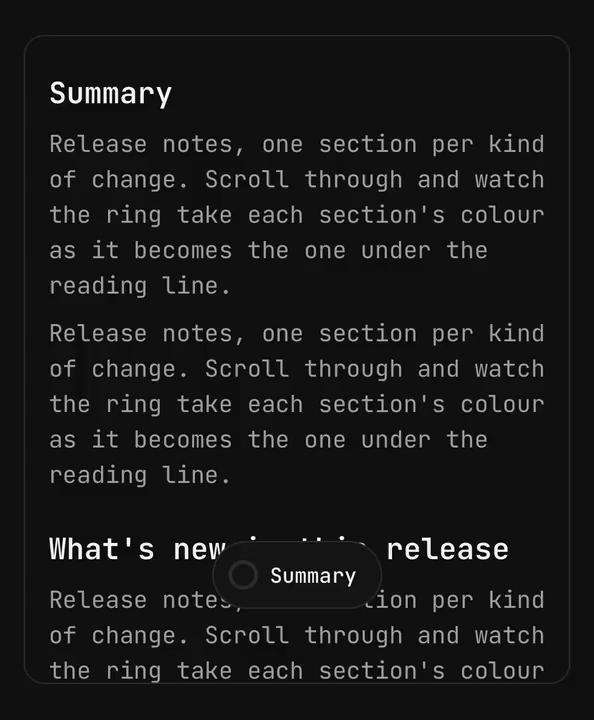 Summary
Release notes, one section per kind
of change. Scroll through and watch
the ring take each section's colour
as it becomes the one under the
reading line.
Release notes, one section per kind
of change. Scroll through and watch
the ring take each section's colour
as it becomes the one under the
reading line.
What's new in this release
Summary
Release notes, tion per kind
of change. Scroll through and watch
the ring take each section's colour